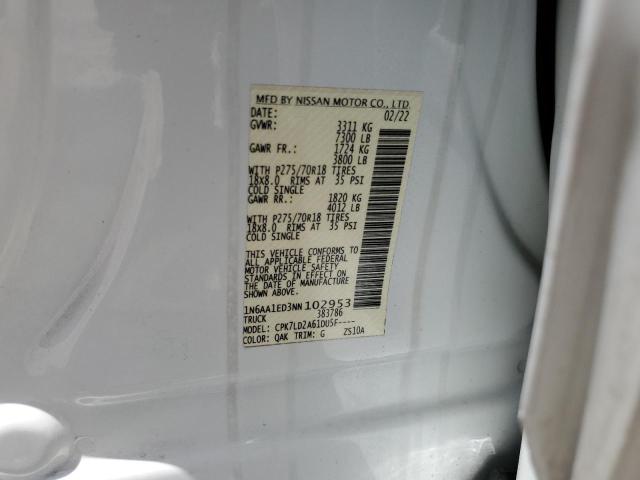 MFD BY NISSAN MOTOR CO., LTD.
DATE: 02/22
GVWR: 3311 KG
7300 LB
GAWR FR.: 1724 KG
3800 LB
WITH P275/70R18 TIRES
18X8.0 RIMS AT 35 PSI
COLD SINGLE
GAWR RR.: 1820 KG
4012 LB
WITH P275/70R18 TIRES
18X8.0 RIMS AT 35 PSI
COLD SINGLE
THIS VEHICLE CONFORMS TO
ALL APPLICABLE FEDERAL
MOTOR VEHICLE SAFETY
STANDARDS IN EFFECT ON
THE DATE OF MANUFACTURE
SHOWN ABOVE.
1N6AA1ED3NN102953
TRUCK 383786
MODEL: CPK7LD2A61DU5F----
COLOR: QAK TRIM: G ZS10A